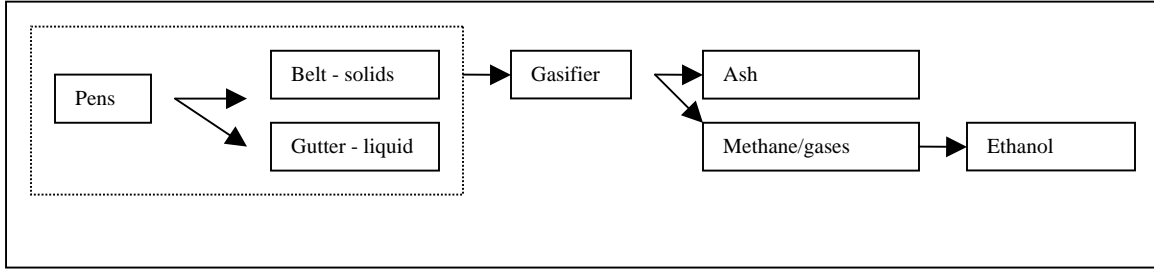 Belt - solids
Gasifier
Ash
Pens
Gutter - liquid
Methane/gases
Ethanol